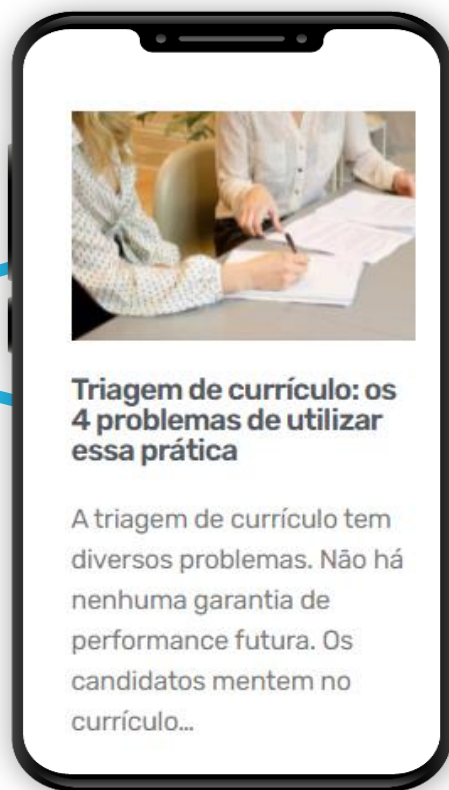 Triagem de currículo: os
4 problemas de utilizar
essa prática
A triagem de currículo tem
diversos problemas. Não há
nenhuma garantia de
performance futura. Os
candidatos mentem no
currículo...